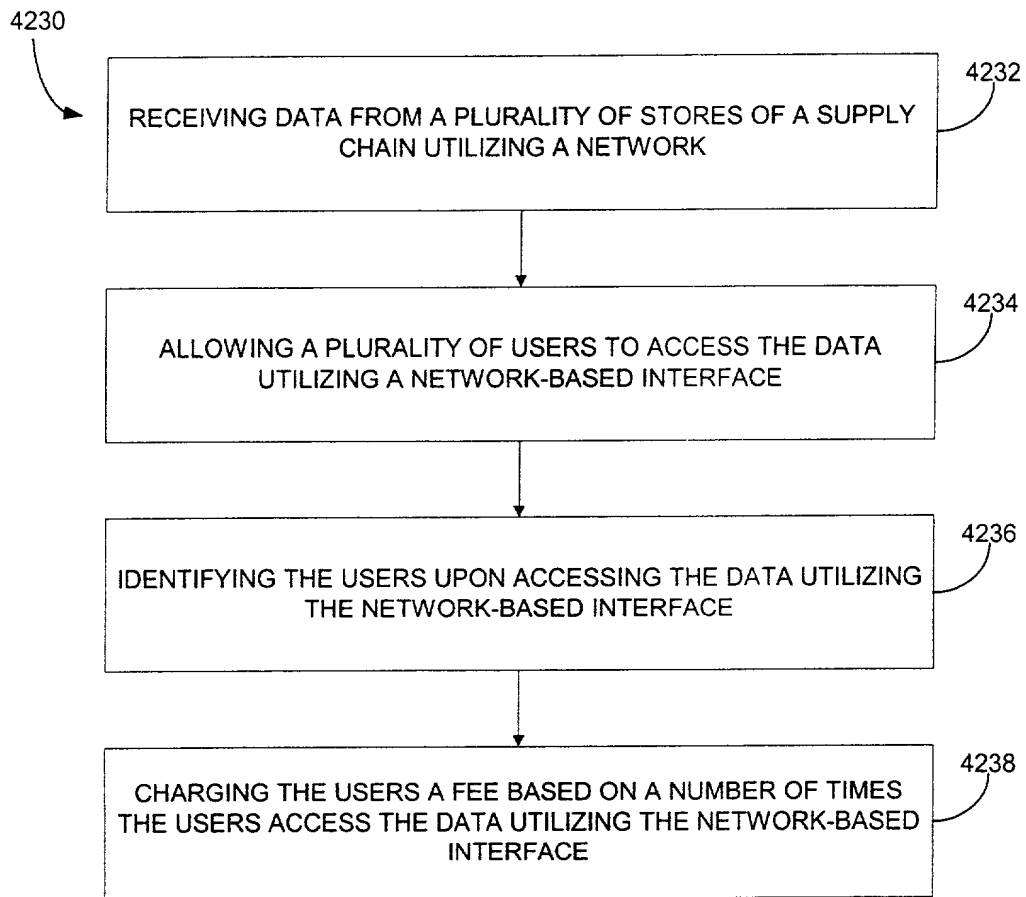 4230
4232
RECEIVING DATA FROM A PLURALITY OF STORES OF A SUPPLY
CHAIN UTILIZING A NETWORK
4234
ALLOWING A PLURALITY OF USERS TO ACCESS THE DATA
UTILIZING A NETWORK-BASED INTERFACE
4236
IDENTIFYING THE USERS UPON ACCESSING THE DATA UTILIZING
THE NETWORK-BASED INTERFACE
4238
CHARGING THE USERS A FEE BASED ON A NUMBER OF TIMES
THE USERS ACCESS THE DATA UTILIZING THE NETWORK-BASED
INTERFACE